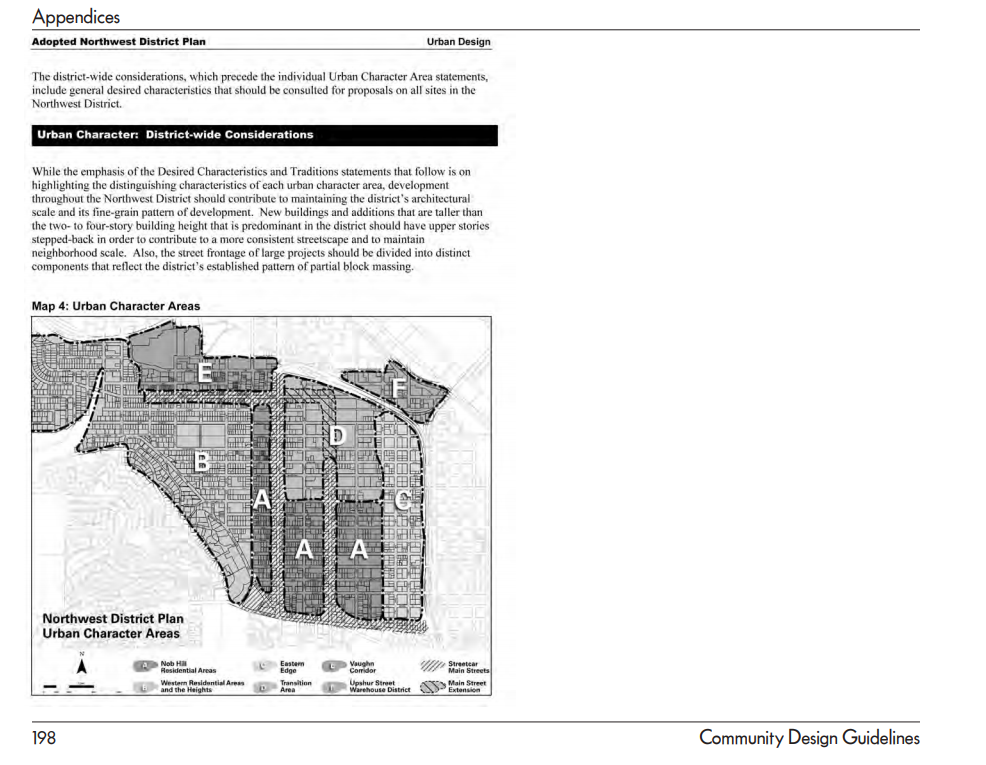 Appendices
Adopted Northwest District Plan Urban Design
The district-wide considerations, which precede the individual Urban Character Area statements,
include general desired characteristics that should be consulted for proposals on all sites in the
Northwest District.
Urban Character: District-wide Considerations
While the emphasis of the Desired Characteristics and Traditions statements that follow is on
highlighting the distinguishing characteristics of each urban character area, development
throughout the Northwest District should contribute to maintaining the district's architectural
scale and its fine-grain pattern of development. New buildings and additions that are taller than
the two- to four-story building height that is predominant in the district should have upper stories
stepped-back in order to contribute to a more consistent streetscape and to maintain
neighborhood scale. Also, the street frontage of large projects should be divided into distinct
components that reflect the district's established pattern of partial block massing.
Map 4: Urban Character Areas
E
F
D
B
A
C
A A
Northwest District Plan
Urban Character Areas
N
A Nob Hill
Residential Areas
Western Residential Areas
and the Heights
C Eastern
Edge
D Transition
Area
E Vaughn
Corridor
F Upshur Street
Warehouse District
Streetcar
Main Streets
Main Street
Extension
198 Community Design Guidelines